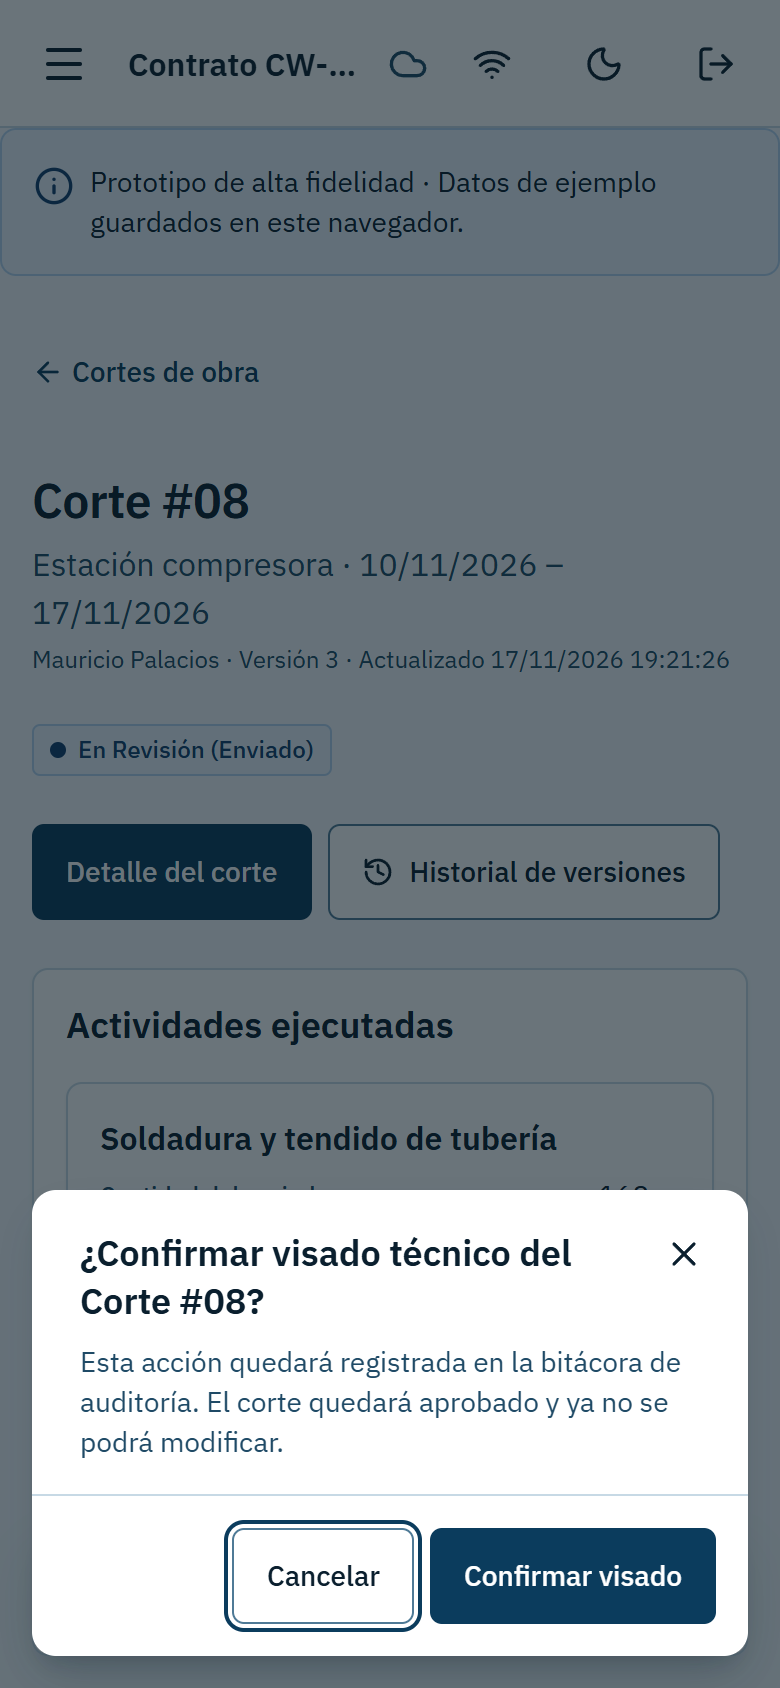 Contrato CW-...
Prototipo de alta fidelidad · Datos de ejemplo
guardados en este navegador.
Cortes de obra
Corte #08
Estación compresora · 10/11/2026 –
17/11/2026
Mauricio Palacios · Versión 3 · Actualizado 17/11/2026 19:21:26
En Revisión (Enviado)
Detalle del corte
Historial de versiones
Actividades ejecutadas
Soldadura y tendido de tubería
¿Confirmar visado técnico del
Corte #08?
Esta acción quedará registrada en la bitácora de
auditoría. El corte quedará aprobado y ya no se
podrá modificar.
Cancelar
Confirmar visado